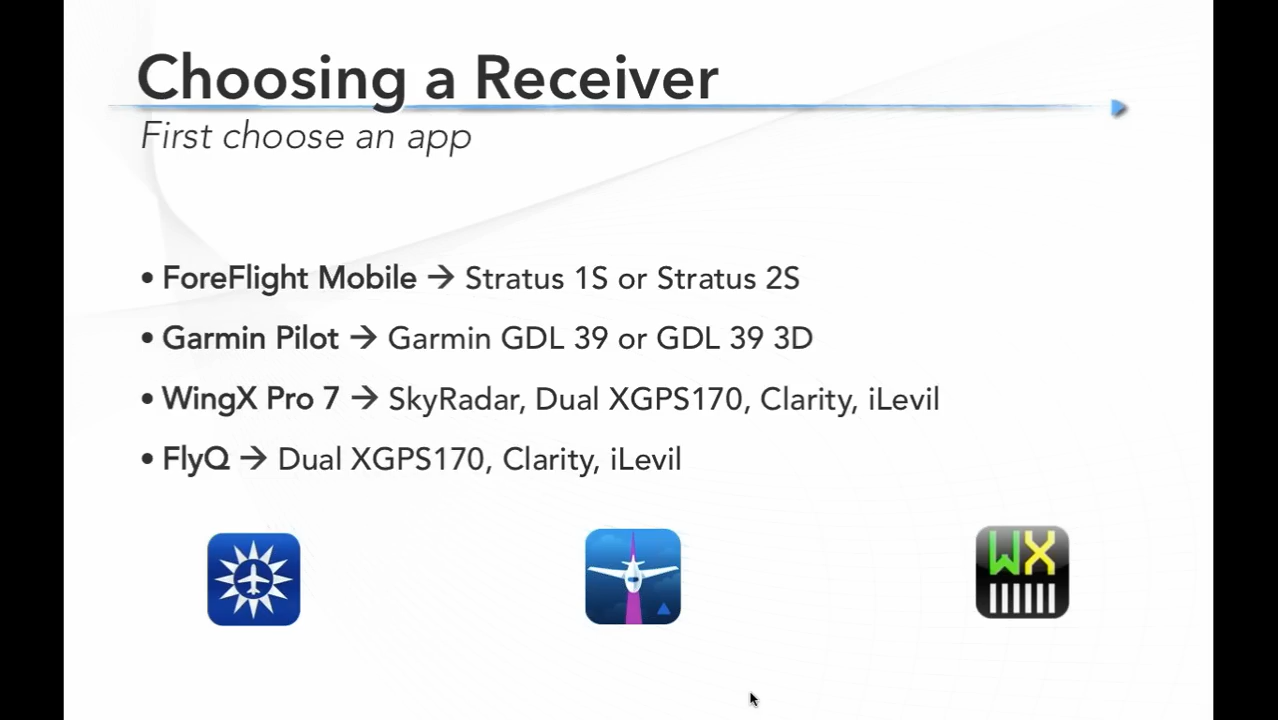 Choosing a Receiver
First choose an app
• ForeFlight Mobile → Stratus 1S or Stratus 2S
• Garmin Pilot → Garmin GDL 39 or GDL 39 3D
• WingX Pro 7 → SkyRadar, Dual XGPS170, Clarity, iLevil
• FlyQ → Dual XGPS170, Clarity, iLevil
WX